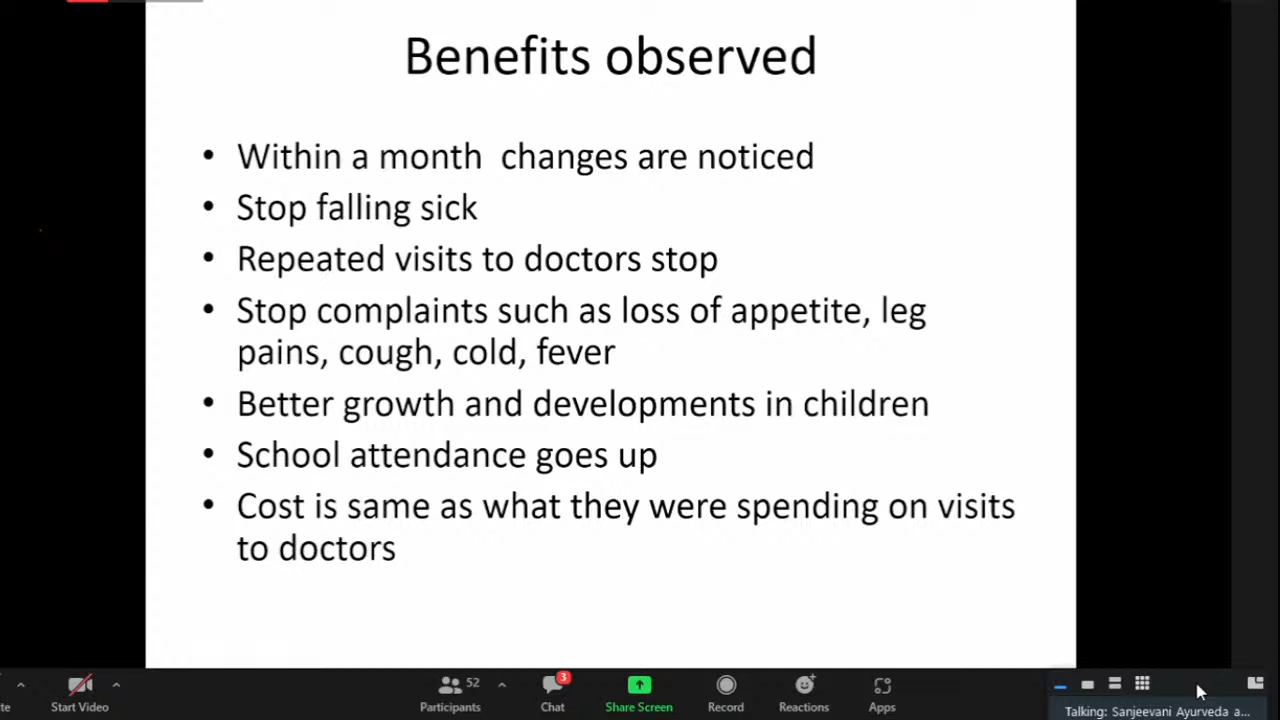 Benefits observed
• Within a month changes are noticed
• Stop falling sick
• Repeated visits to doctors stop
• Stop complaints such as loss of appetite, leg
pains, cough, cold, fever
• Better growth and developments in children
• School attendance goes up
• Cost is same as what they were spending on visits
to doctors
52
3
te
Start Video
Participants
Chat
Share Screen
Record
Reactions
Apps
Talking: Sanjeevani Ayurveda a...